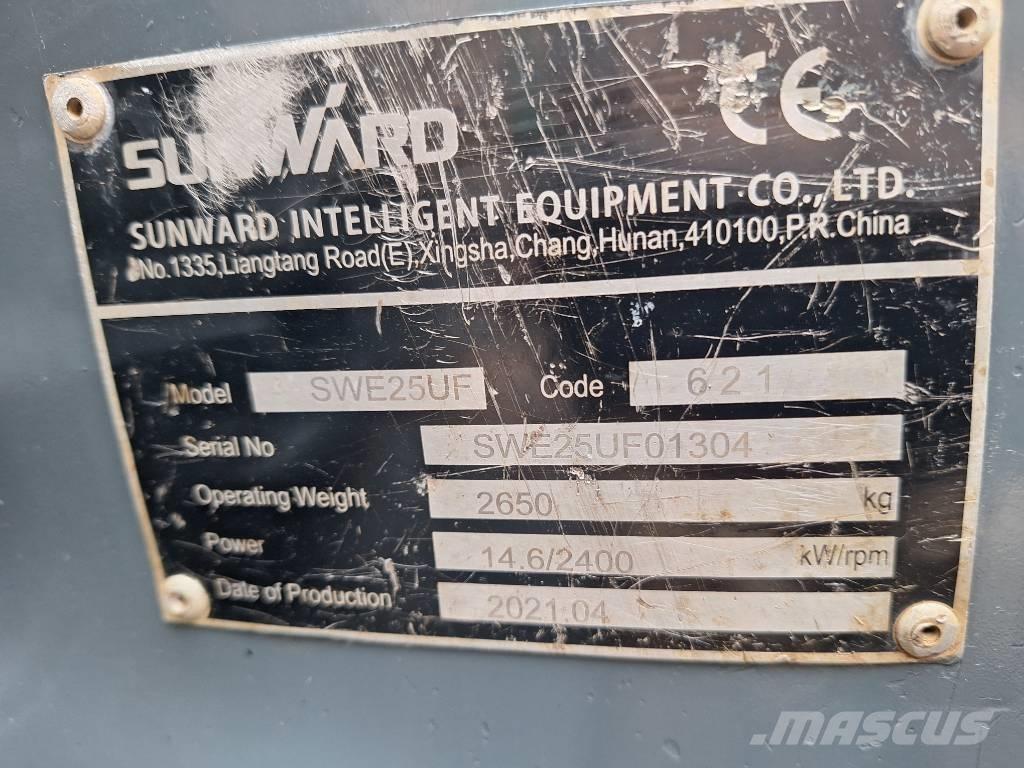 SUNWARD
CE
SUNWARD INTELLIGENT EQUIPMENT CO.,LTD.
No.1335,Liangtang Road(E),Xingsha,Chang,Hunan,410100,P.R.China
Model SWE25UF Code 621
Serial No SWE25UF01304
Operating Weight 2650 kg
Power 14.6/2400 kW/rpm
Date of Production 2021.04
MASCUS